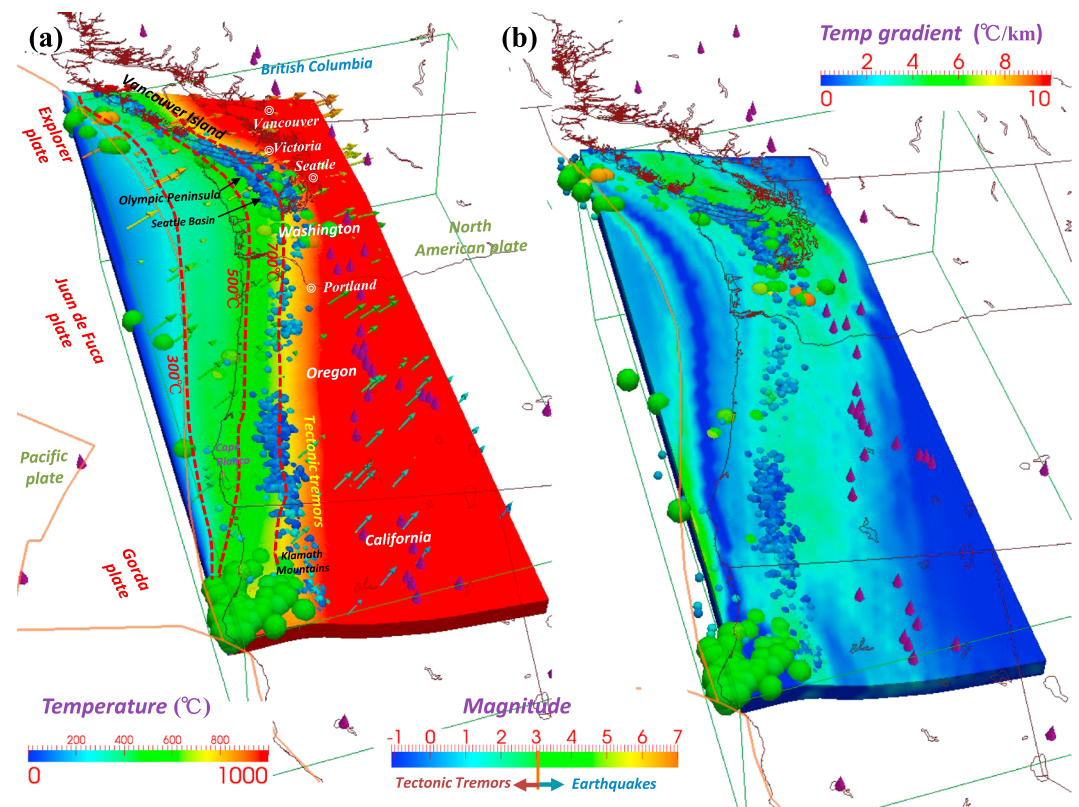 (a)
British Columbia
Vancouver Island
Vancouver
Explorer
plate
Victoria
Seattle
Olympic Peninsula
Seattle Basin
Washington
North
American plate
700℃
500℃
300℃
Portland
Juan de Fuca
plate
Oregon
Tectonic tremors
Cape
Blanco
Pacific
plate
California
Klamath
Mountains
Gorda
plate
(b)
Temp gradient (℃/km)
0 2 4 6 8 10
Temperature (℃)
200 400 600 800
0 1000
Magnitude
-1 0 1 2 3 4 5 6 7
Tectonic Tremors Earthquakes